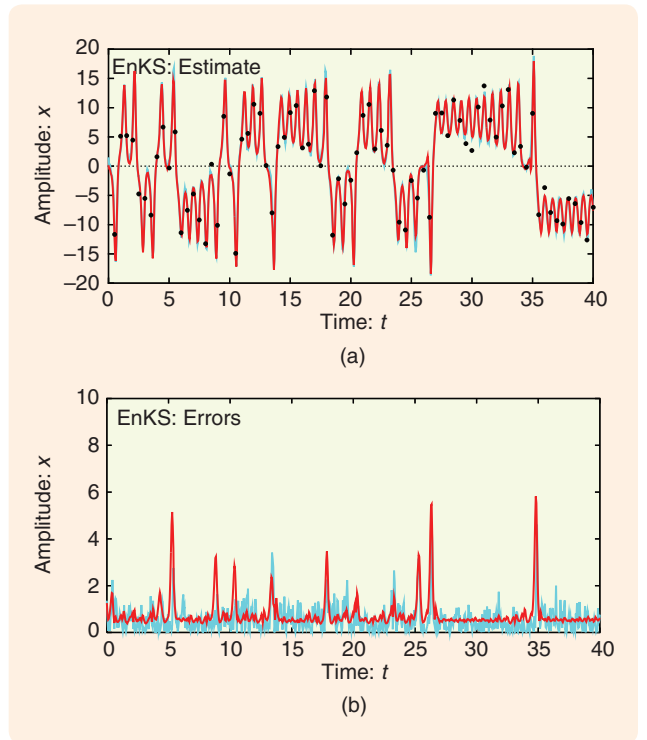 EnKS: Estimate
20
15
10
5
0
−5
−10
−15
−20
Amplitude: x
0 5 10 15 20 25 30 35 40
Time: t
(a)
EnKS: Errors
10
8
6
4
2
0
Amplitude: x
0 5 10 15 20 25 30 35 40
Time: t
(b)